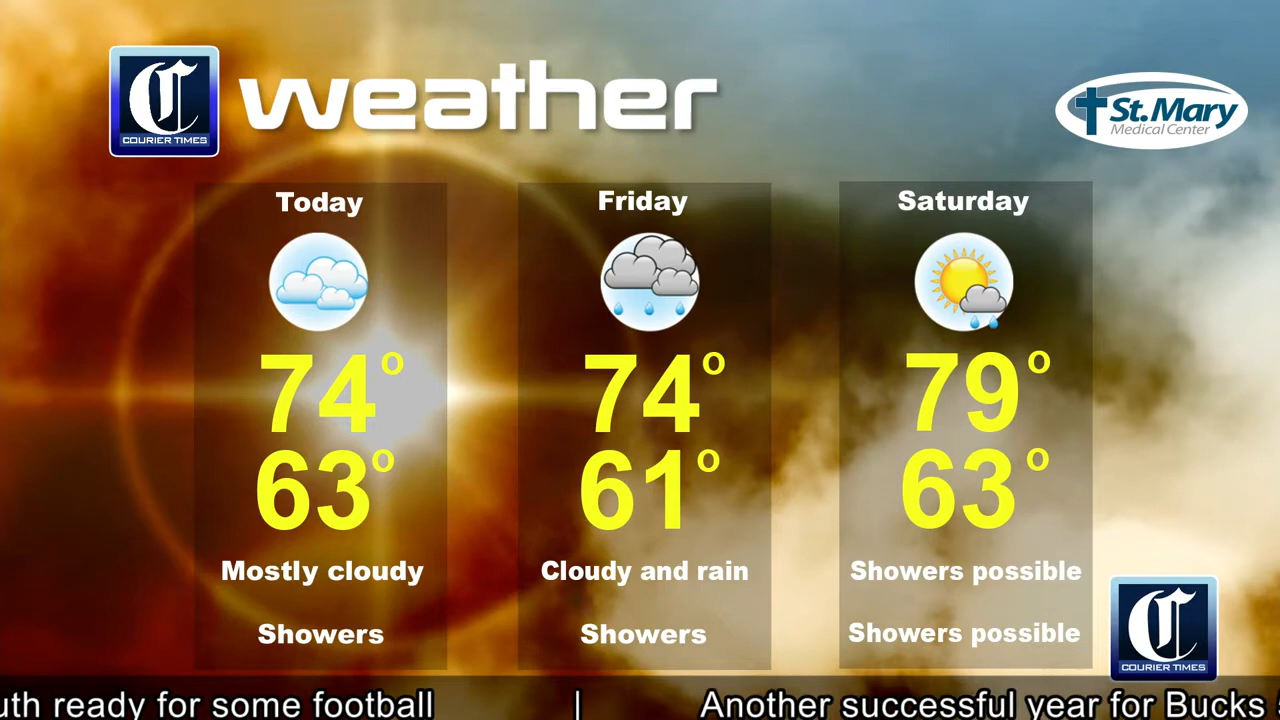 C
COURIER TIMES
weather
St. Mary
Medical Center
Today
74°
63°
Mostly cloudy
Showers
Friday
74°
61°
Cloudy and rain
Showers
Saturday
79°
63°
Showers possible
Showers possible
C
COURIER TIMES
uth ready for some football | Another successful year for Bucks